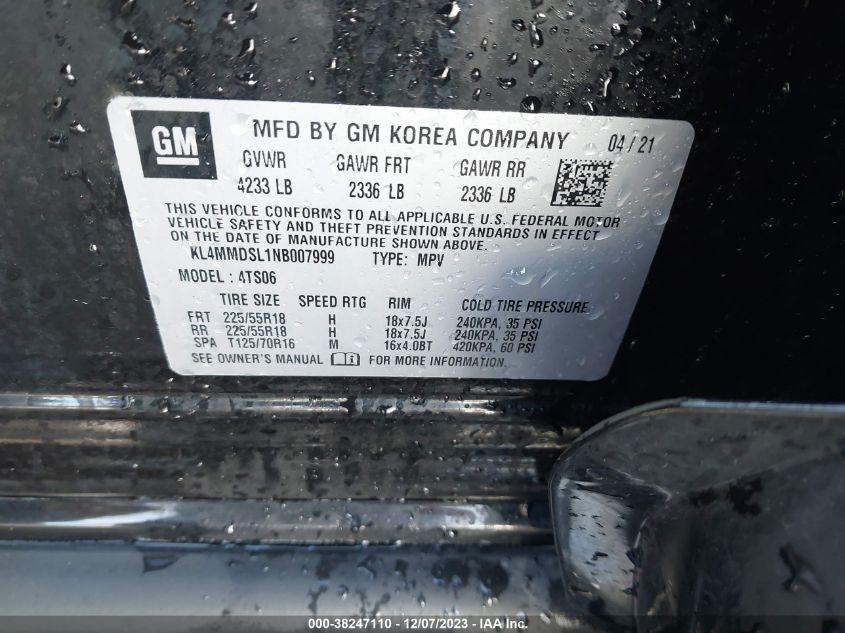 GM
MFD BY GM KOREA COMPANY 04/21
GVWR GAWR FRT GAWR RR
4233 LB 2336 LB 2336 LB
THIS VEHICLE CONFORMS TO ALL APPLICABLE U.S. FEDERAL MOTOR
VEHICLE SAFETY AND THEFT PREVENTION STANDARDS IN EFFECT
ON THE DATE OF MANUFACTURE SHOWN ABOVE.
KL4MMDSL1NB007999 TYPE: MPV
MODEL: 4TS06
TIRE SIZE SPEED RTG RIM COLD TIRE PRESSURE
FRT 225/55R18 H 18x7.5J 240KPA, 35 PSI
RR 225/55R18 H 18x7.5J 240KPA, 35 PSI
SPA T125/70R16 M 16x4.0BT 420KPA, 60 PSI
SEE OWNER'S MANUAL FOR MORE INFORMATION.
000-38247110 - 12/07/2023 - IAA Inc.